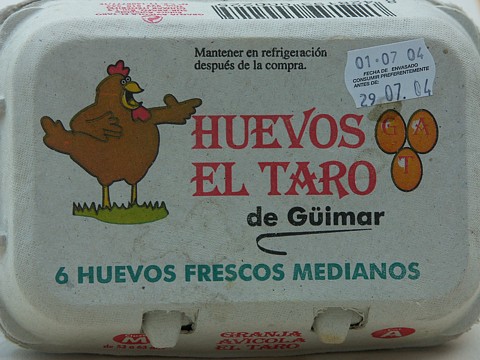 Mantener en refrigeración
después de la compra.
01·07 04
FECHA DE ENVASADO
CONSUMIR PREFERENTEMENTE
ANTES DE:
29.07.04
HUEVOS
EL TARO
G A
T
de Güimar
6 HUEVOS FRESCOS MEDIANOS
M
GRANJA
AVICOLA
EL TARO
A